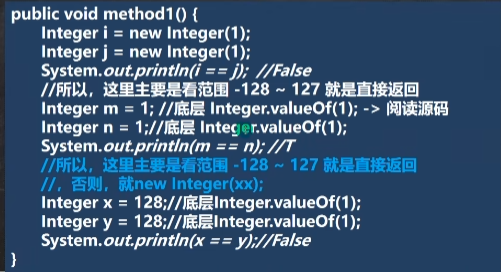 public void method1() {
Integer i = new Integer(1);
Integer j = new Integer(1);
System.out.println(i == j); //False
//所以，这里主要是看范围 -128 ~ 127 就是直接返回
Integer m = 1; //底层 Integer.valueOf(1); -> 阅读源码
Integer n = 1;//底层 Integer.valueOf(1);
System.out.println(m == n); //T
//所以，这里主要是看范围 -128 ~ 127 就是直接返回
//，否则，就new Integer(xx);
Integer x = 128;//底层Integer.valueOf(1);
Integer y = 128;//底层Integer.valueOf(1);
System.out.println(x == y);//False
}